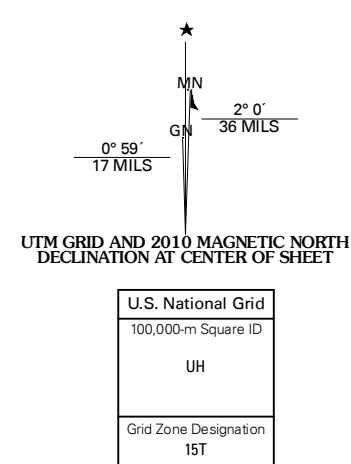 MN
2° 0´
36 MILS
GN
0° 59´
17 MILS
UTM GRID AND 2010 MAGNETIC NORTH
DECLINATION AT CENTER OF SHEET
U.S. National Grid
100,000-m Square ID
UH
Grid Zone Designation
15T